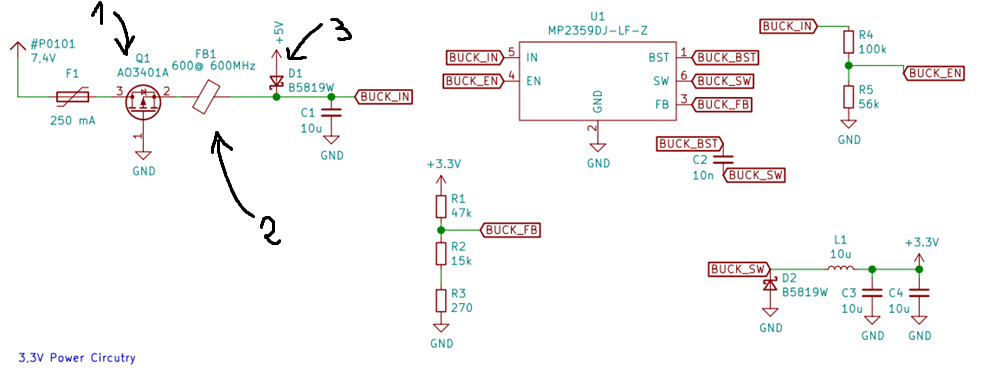 1
2
3
#P0101
7,4V
F1
250 mA
Q1
AO3401A
3
2
1
GND
FB1
600@ 600MHz
+5V
D1
B5819W
C1
10u
GND
BUCK_IN
U1
MP2359DJ-LF-Z
BUCK_IN
5
IN
BUCK_EN
4
EN
BST
1
BUCK_BST
SW
6
BUCK_SW
FB
3
BUCK_FB
GND
2
GND
BUCK_IN
R4
100k
BUCK_EN
R5
56k
GND
BUCK_BST
C2
10n
BUCK_SW
+3.3V
R1
47k
BUCK_FB
R2
15k
R3
270
GND
BUCK_SW
D2
B5819W
GND
L1
10u
+3.3V
C3
10u
GND
C4
10u
GND
3,3V Power Circutry